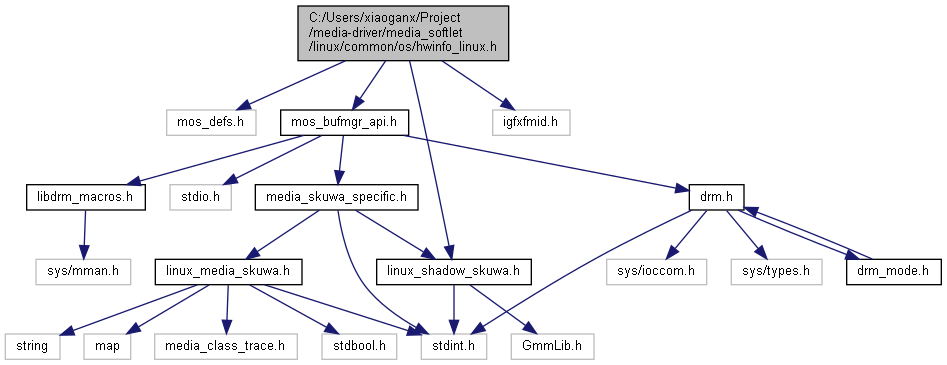 C:/Users/xiaoganx/Project
/media-driver/media_softlet
/linux/common/os/hwinfo_linux.h
mos_defs.h
mos_bufmgr_api.h
igfxfmid.h
libdrm_macros.h
stdio.h
media_skuwa_specific.h
drm.h
sys/mman.h
linux_media_skuwa.h
linux_shadow_skuwa.h
sys/ioccom.h
sys/types.h
drm_mode.h
string
map
media_class_trace.h
stdbool.h
stdint.h
GmmLib.h